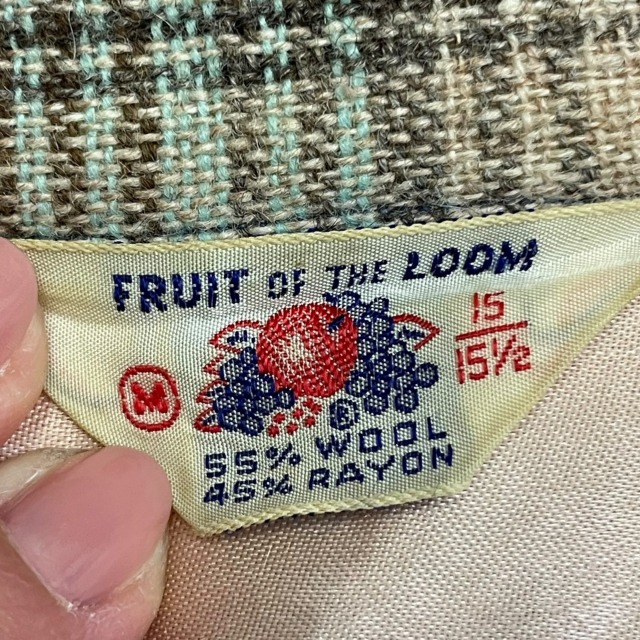 FRUIT OF THE LOOM
15
15½
M
®
55% WOOL
45% RAYON